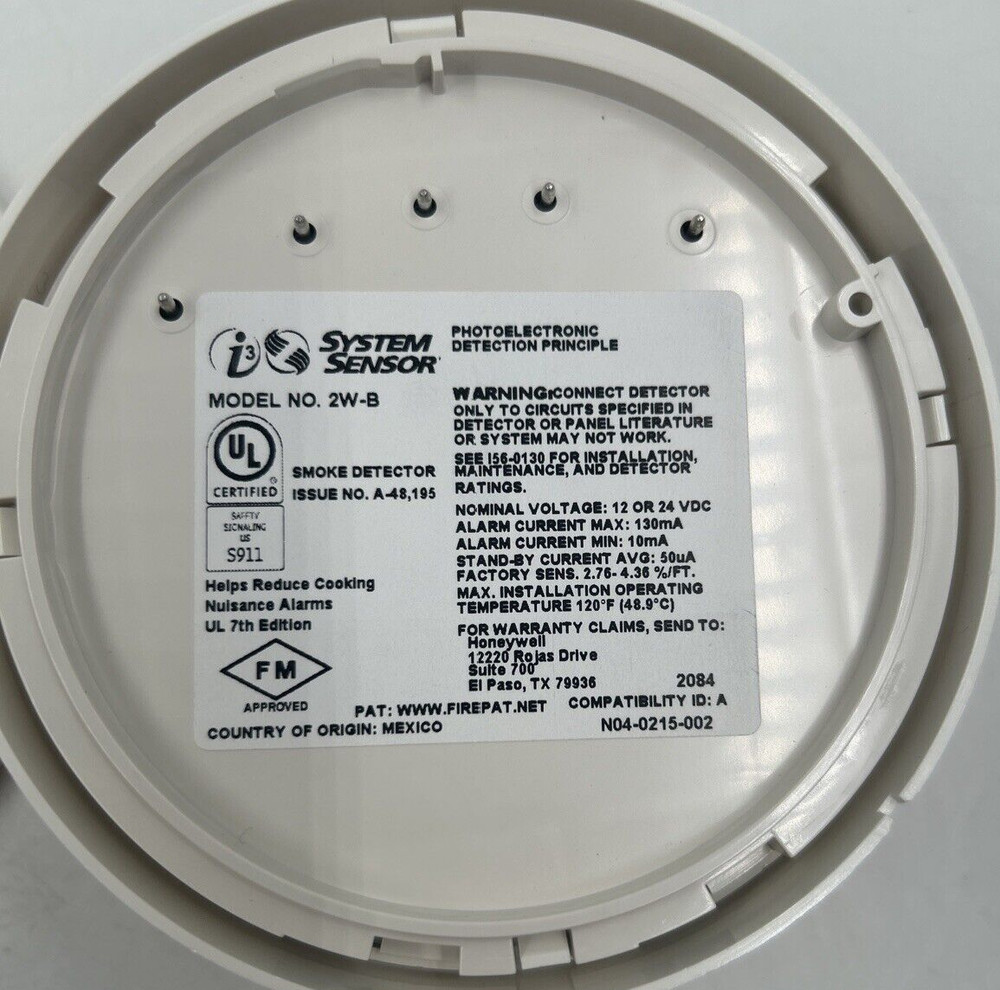 i3 SYSTEM
SENSOR
MODEL NO. 2W-B
UL
®
CERTIFIED
SMOKE DETECTOR
ISSUE NO. A-48,195
SAFETY
SIGNALING
US
S911
Helps Reduce Cooking
Nuisance Alarms
UL 7th Edition
FM
APPROVED
PHOTOELECTRONIC
DETECTION PRINCIPLE
WARNING:CONNECT DETECTOR
ONLY TO CIRCUITS SPECIFIED IN
DETECTOR OR PANEL LITERATURE
OR SYSTEM MAY NOT WORK.
SEE I56-0130 FOR INSTALLATION,
MAINTENANCE, AND DETECTOR
RATINGS.
NOMINAL VOLTAGE: 12 OR 24 VDC
ALARM CURRENT MAX: 130mA
ALARM CURRENT MIN: 10mA
STAND-BY CURRENT AVG: 50uA
FACTORY SENS. 2.76- 4.36 %/FT.
MAX. INSTALLATION OPERATING
TEMPERATURE 120°F (48.9°C)
FOR WARRANTY CLAIMS, SEND TO:
Honeywell
12220 Rojas Drive
Suite 700
El Paso, TX 79936
2084
PAT: WWW.FIREPAT.NET
COMPATIBILITY ID: A
COUNTRY OF ORIGIN: MEXICO
N04-0215-002